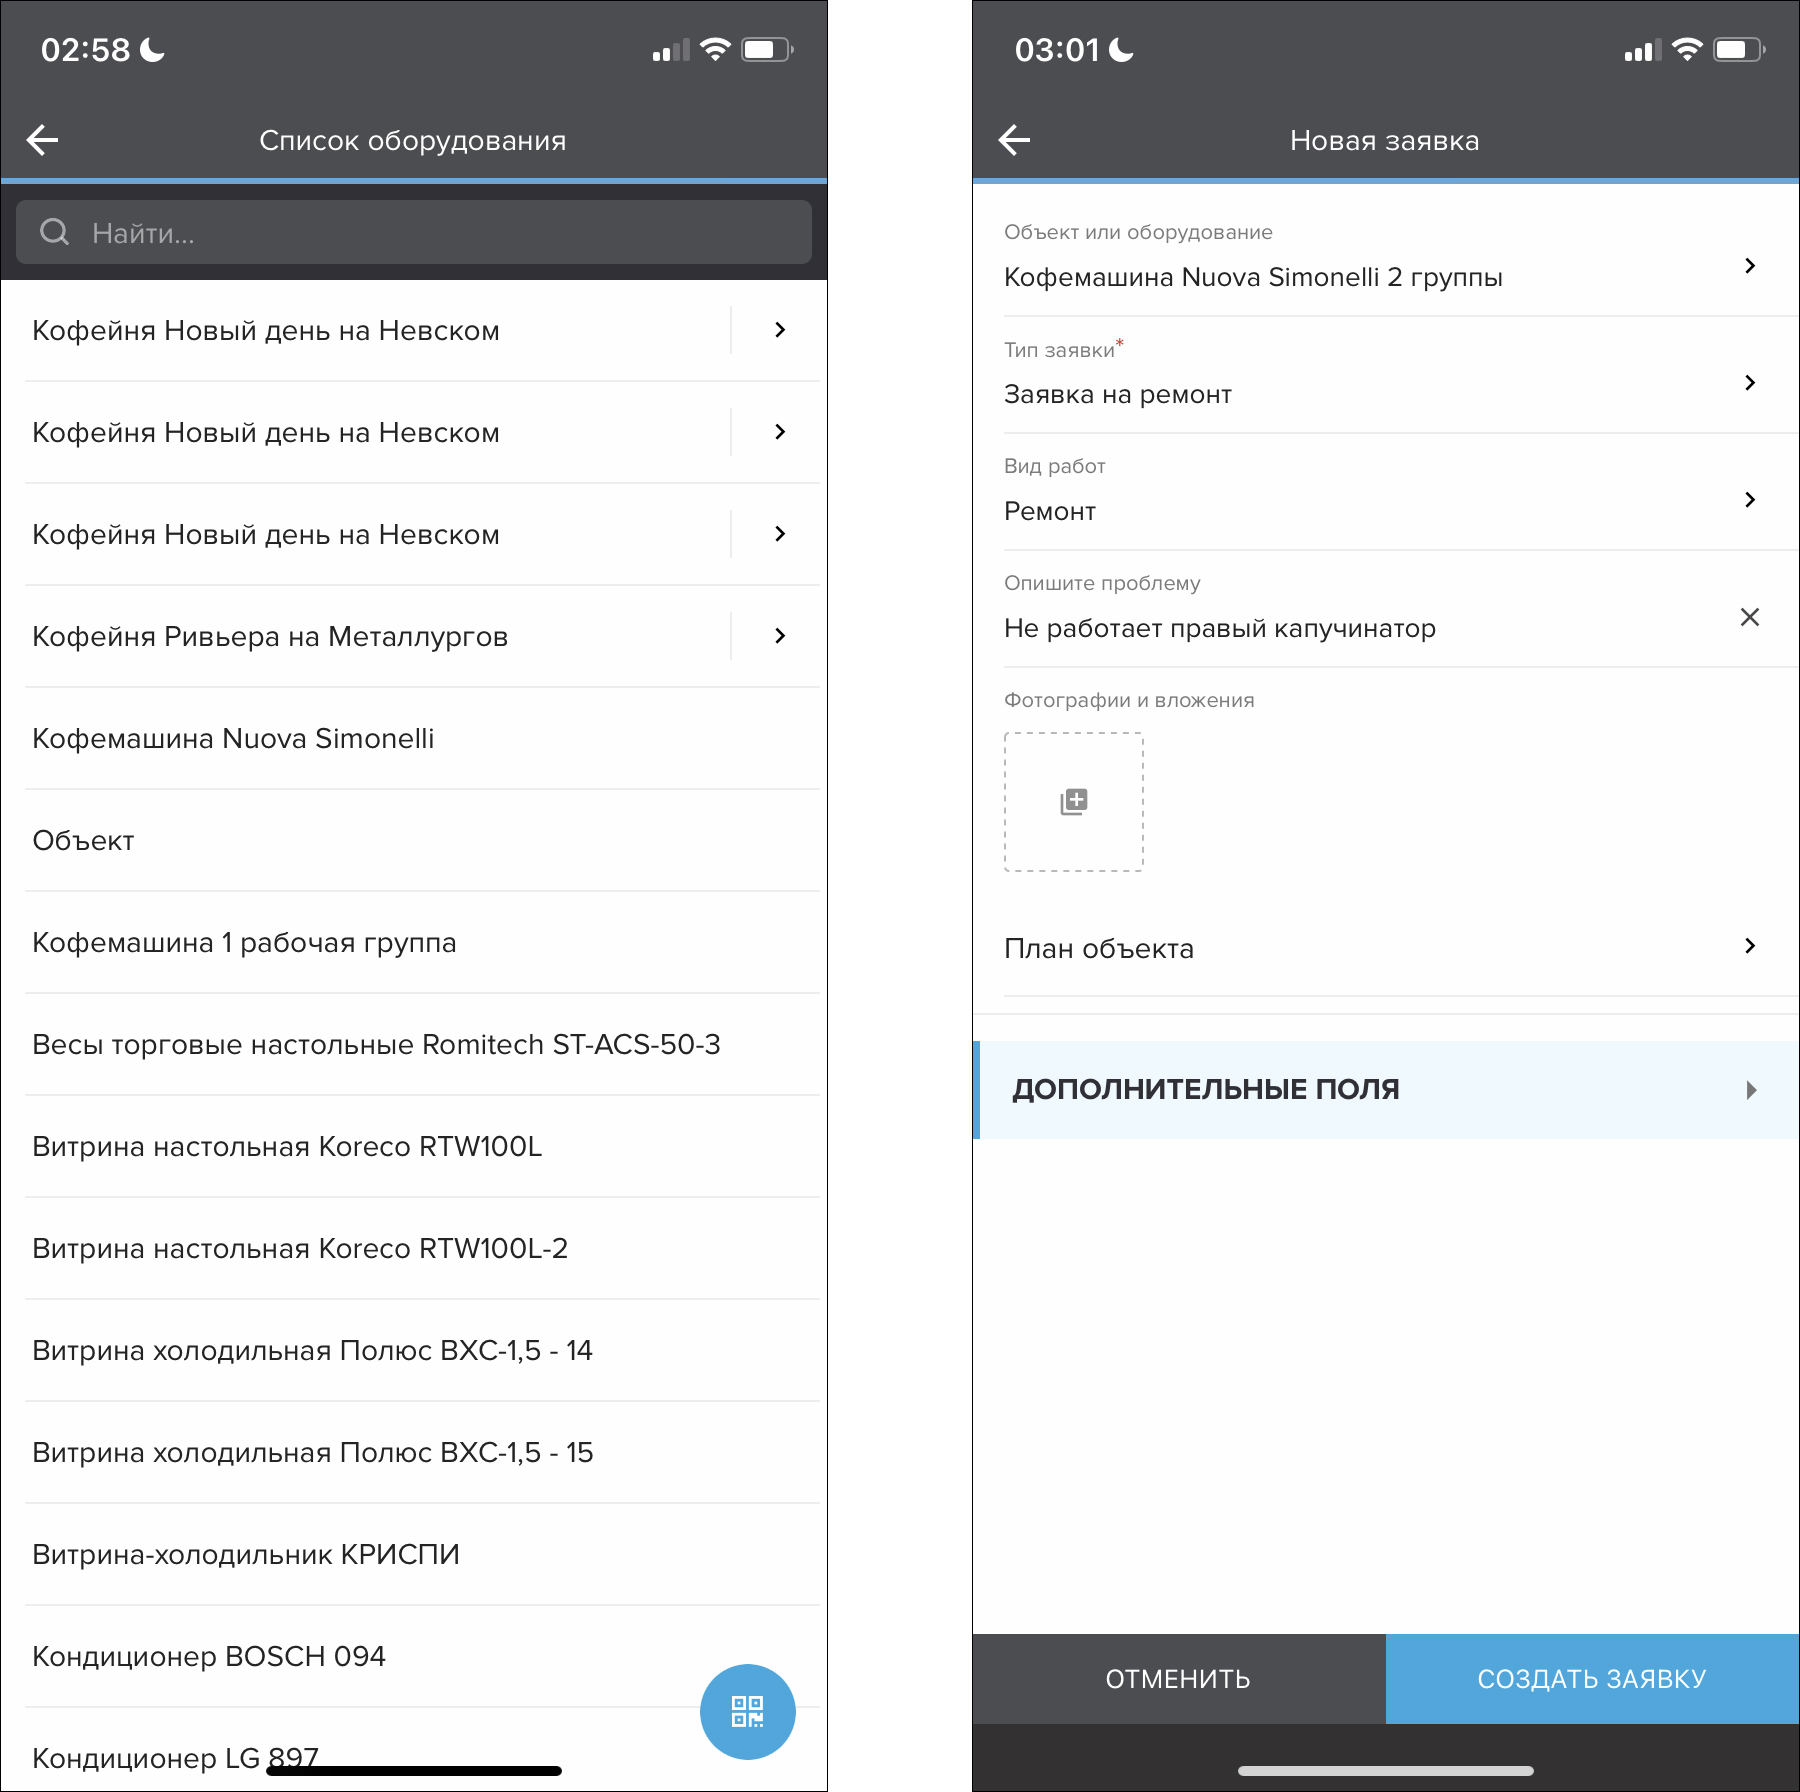 02:58
Список оборудования
Найти...
Кофейня Новый день на Невском
Кофейня Новый день на Невском
Кофейня Новый день на Невском
Кофейня Ривьера на Металлургов
Кофемашина Nuova Simonelli
Объект
Кофемашина 1 рабочая группа
Весы торговые настольные Romitech ST-ACS-50-3
Витрина настольная Koreco RTW100L
Витрина настольная Koreco RTW100L-2
Витрина холодильная Полюс ВХС-1,5 - 14
Витрина холодильная Полюс ВХС-1,5 - 15
Витрина-холодильник КРИСПИ
Кондиционер BOSCH 094
Кондиционер LG 897
03:01
Новая заявка
Объект или оборудование
Кофемашина Nuova Simonelli 2 группы
Тип заявки*
Заявка на ремонт
Вид работ
Ремонт
Опишите проблему
Не работает правый капучинатор
Фотографии и вложения
План объекта
ДОПОЛНИТЕЛЬНЫЕ ПОЛЯ
ОТМЕНИТЬ
СОЗДАТЬ ЗАЯВКУ